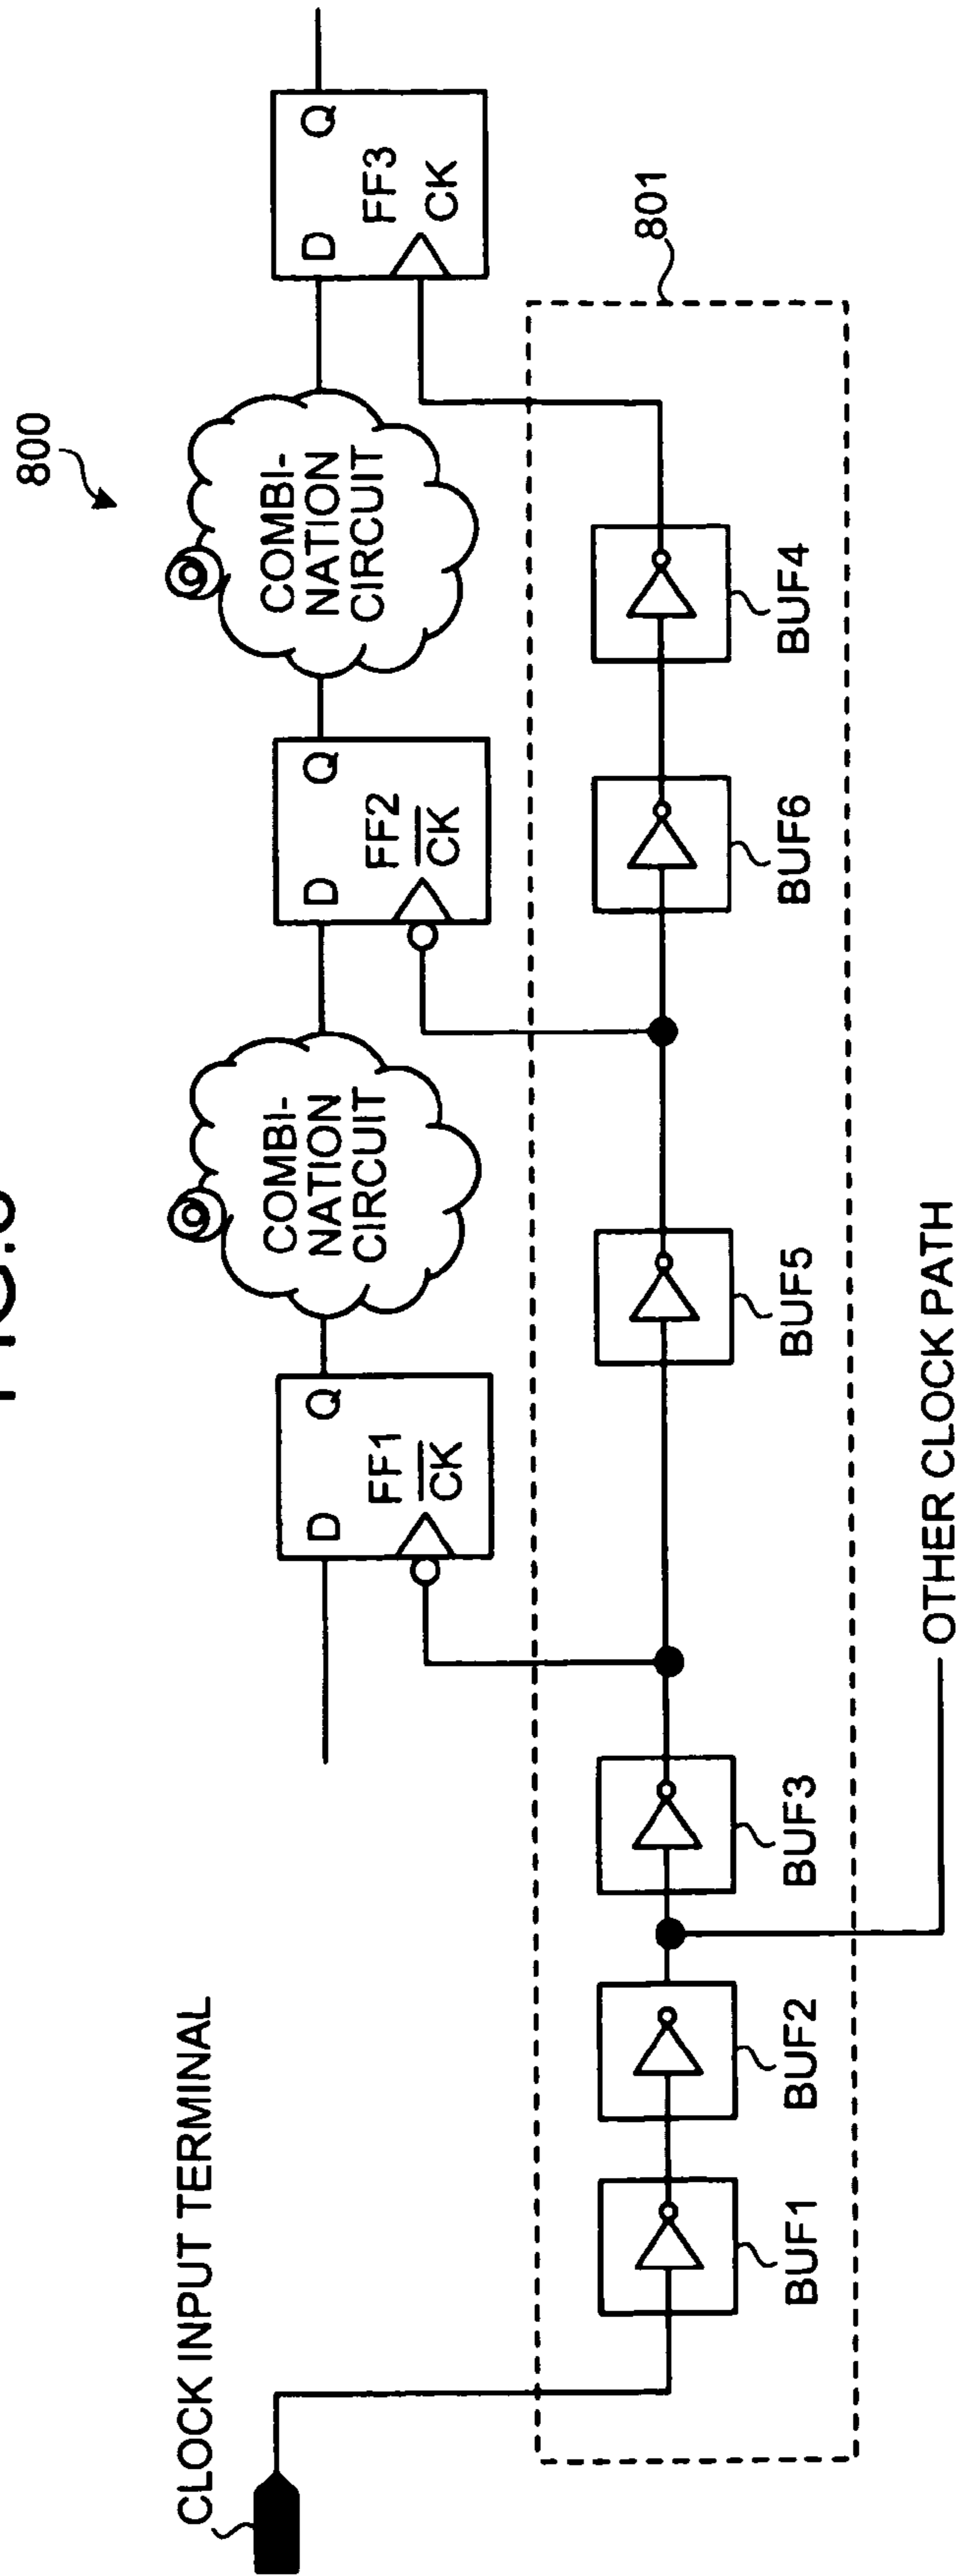 800
D Q
FF1
CK
COMBI-
NATION
CIRCUIT
D Q
FF2
CK
COMBI-
NATION
CIRCUIT
D Q
FF3
CK
CLOCK INPUT TERMINAL
801
BUF1
BUF2
BUF3
BUF5
BUF6
BUF4
OTHER CLOCK PATH